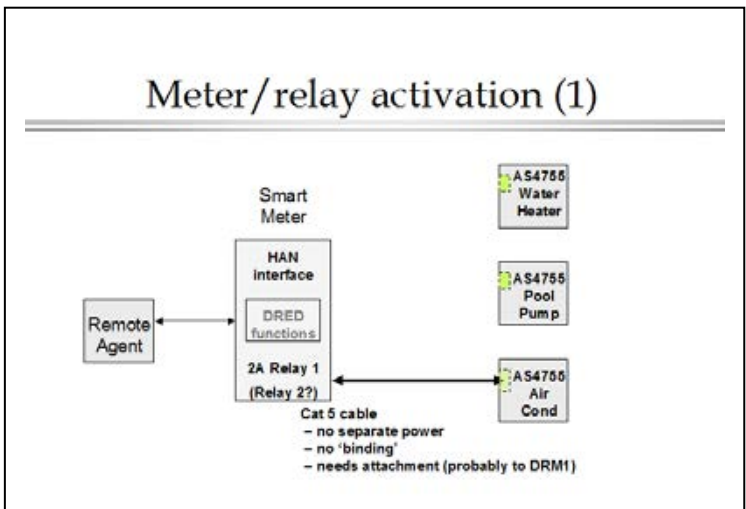 Meter/relay activation (1)
Smart
Meter
HAN
interface
DRED
functions
2A Relay 1
(Relay 2?)
Remote
Agent
AS4755
Water
Heater
AS4755
Pool
Pump
AS4755
Air
Cond
Cat 5 cable
– no separate power
– no ‘binding’
– needs attachment (probably to DRM1)